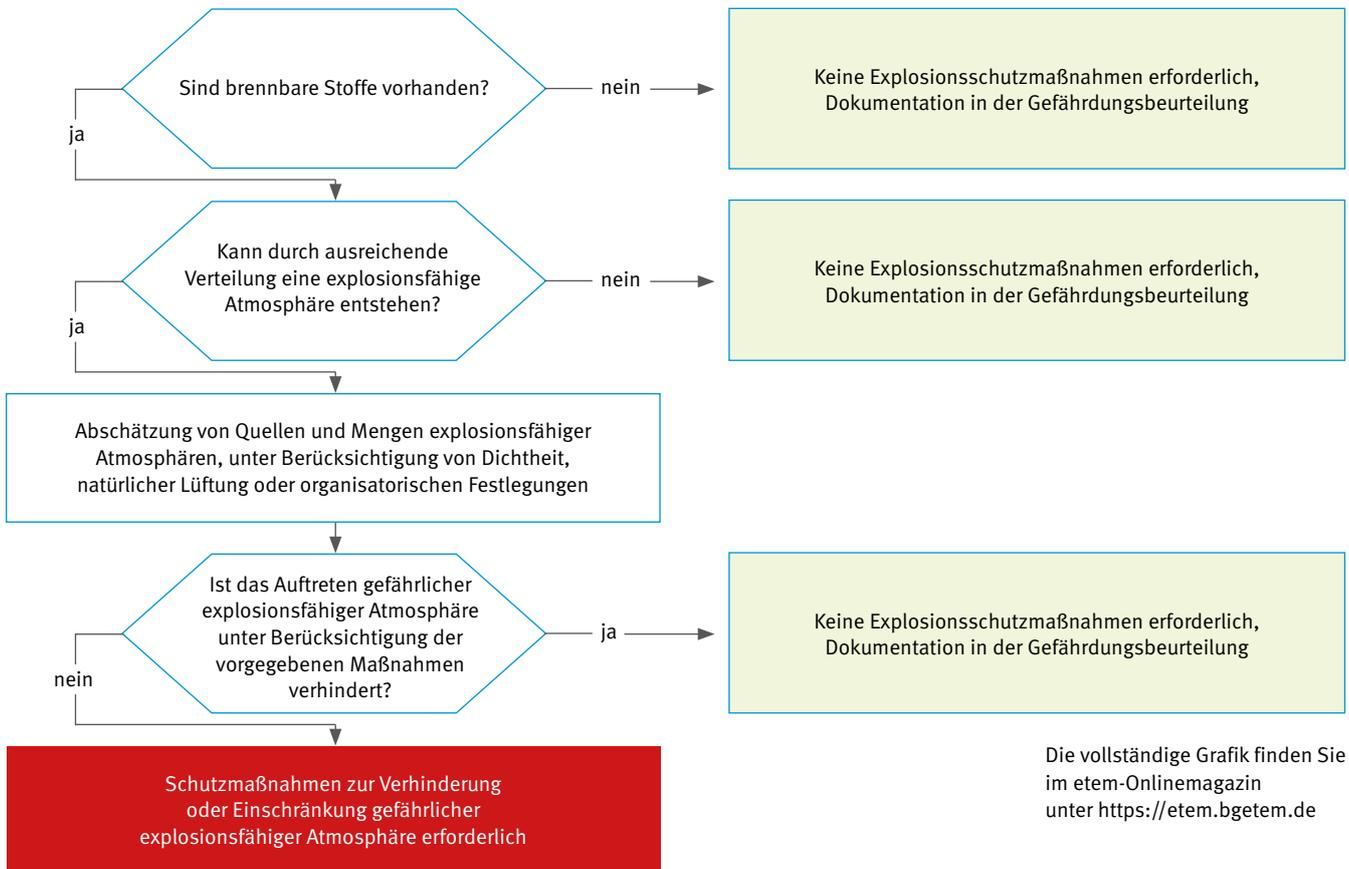 Sind brennbare Stoffe vorhanden?
nein
Keine Explosionsschutzmaßnahmen erforderlich,
Dokumentation in der Gefährdungsbeurteilung
ja
Kann durch ausreichende
Verteilung eine explosionsfähige
Atmosphäre entstehen?
nein
Keine Explosionsschutzmaßnahmen erforderlich,
Dokumentation in der Gefährdungsbeurteilung
ja
Abschätzung von Quellen und Mengen explosionsfähiger
Atmosphären, unter Berücksichtigung von Dichtheit,
natürlicher Lüftung oder organisatorischen Festlegungen
Ist das Auftreten gefährlicher
explosionsfähiger Atmosphäre
unter Berücksichtigung der
vorgegebenen Maßnahmen
verhindert?
ja
Keine Explosionsschutzmaßnahmen erforderlich,
Dokumentation in der Gefährdungsbeurteilung
nein
Schutzmaßnahmen zur Verhinderung
oder Einschränkung gefährlicher
explosionsfähiger Atmosphäre erforderlich
Die vollständige Grafik finden Sie
im etem-Onlinemagazin
unter https://etem.bgetem.de